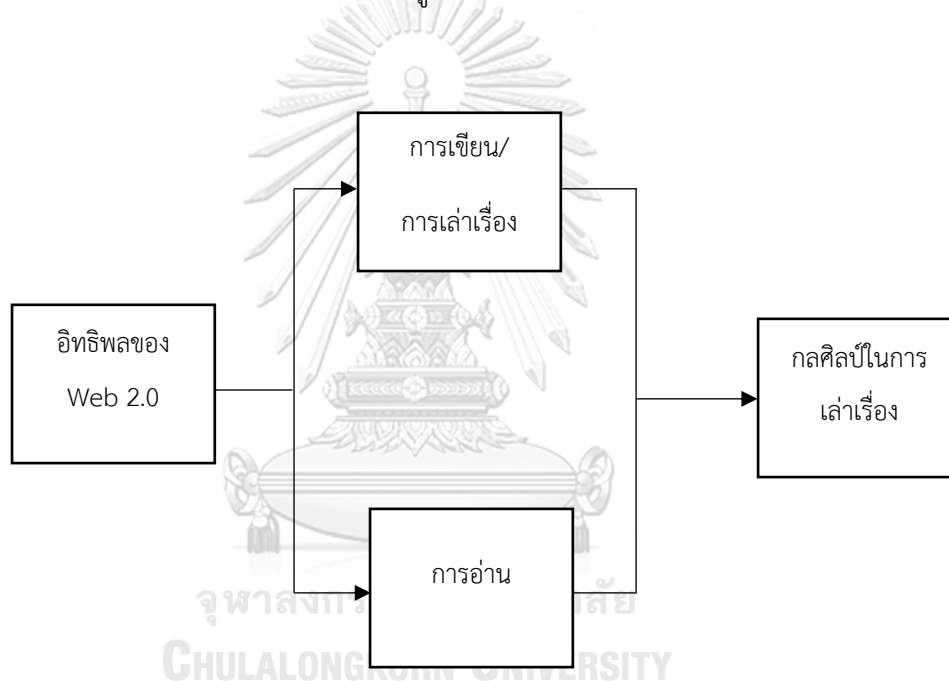 การเขียน/
การเล่าเรื่อง
อิทธิพลของ
Web 2.0
กลศิลป์ในการ
เล่าเรื่อง
การอ่าน